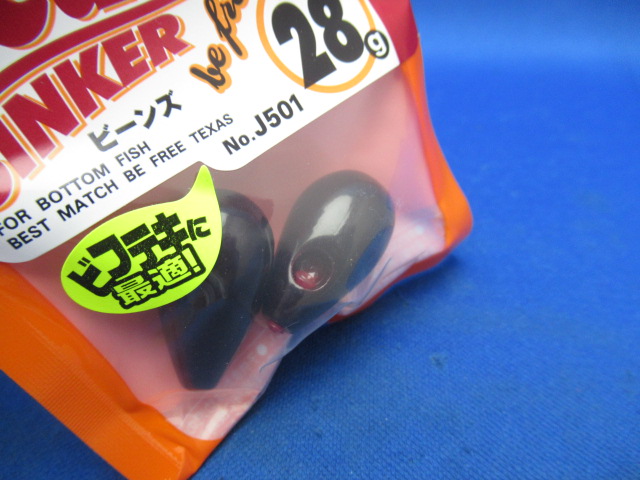 SINKER
be free
28g
ビーンズ
No.J501
FOR BOTTOM FISH
BEST MATCH BE FREE TEXAS
ビフテキに
最適!